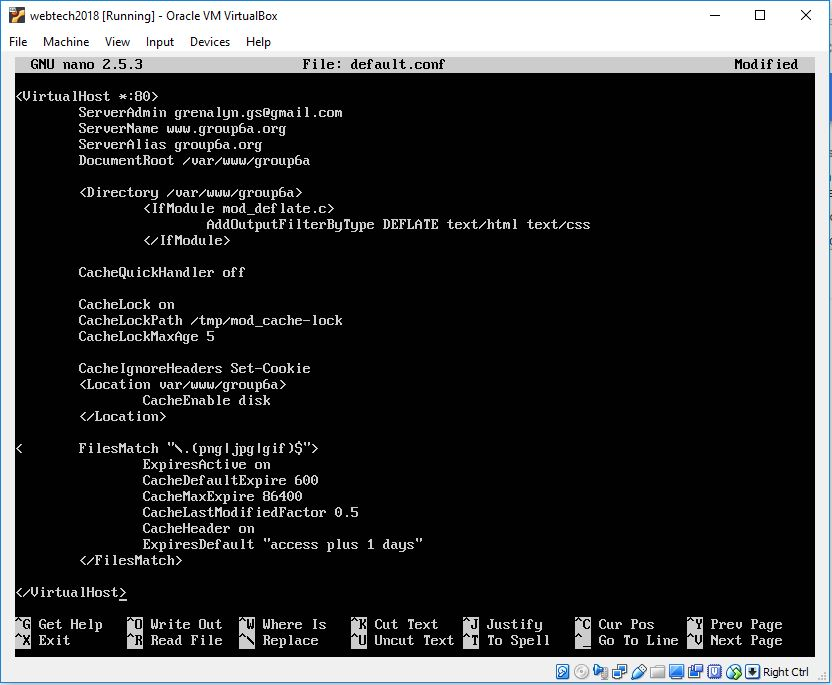 webtech2018 [Running] - Oracle VM VirtualBox
File Machine View Input Devices Help
GNU nano 2.5.3 File: default.conf Modified
<VirtualHost *:80>
ServerAdmin grenalyn.gs@gmail.com
ServerName www.group6a.org
ServerAlias group6a.org
DocumentRoot /var/www/group6a
<Directory /var/www/group6a>
<IfModule mod_deflate.c>
AddOutputFilterByType DEFLATE text/html text/css
</IfModule>
CacheQuickHandler off
CacheLock on
CacheLockPath /tmp/mod_cache-lock
CacheLockMaxAge 5
CacheIgnoreHeaders Set-Cookie
<Location var/www/group6a>
CacheEnable disk
</Location>
< FilesMatch "\.(png|jpg|gif)$">
ExpiresActive on
CacheDefaultExpire 600
CacheMaxExpire 86400
CacheLastModifiedFactor 0.5
CacheHeader on
ExpiresDefault "access plus 1 days"
</FilesMatch>
</VirtualHost>
^G Get Help ^O Write Out ^W Where Is ^K Cut Text ^J Justify ^C Cur Pos ^Y Prev Page
^X Exit ^R Read File ^\ Replace ^U Uncut Text ^T To Spell ^_ Go To Line ^V Next Page
Right Ctrl